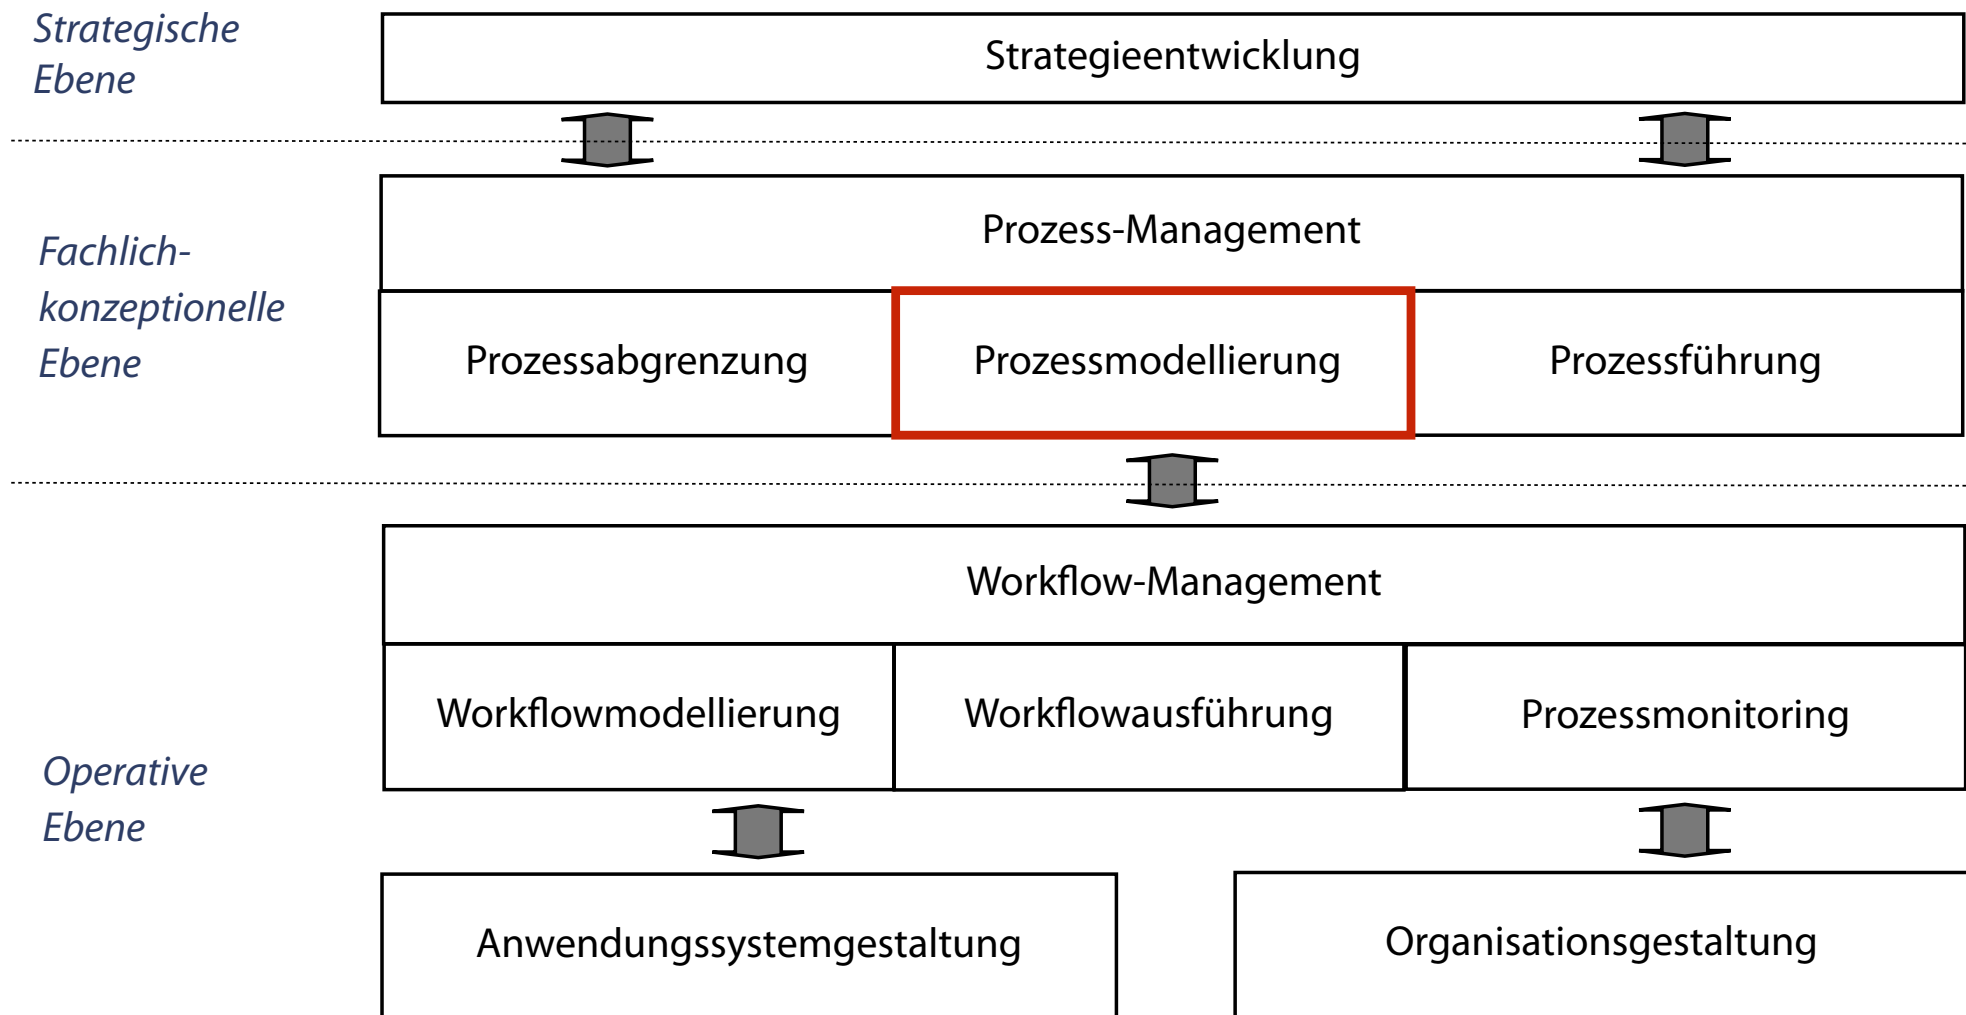 Strategische
Ebene
Strategieentwicklung
Fachlich-
konzeptionelle
Ebene
Prozess-Management
Prozessabgrenzung
Prozessmodellierung
Prozessführung
Operative
Ebene
Workflow-Management
Workflowmodellierung
Workflowausführung
Prozessmonitoring
Anwendungssystemgestaltung
Organisationsgestaltung